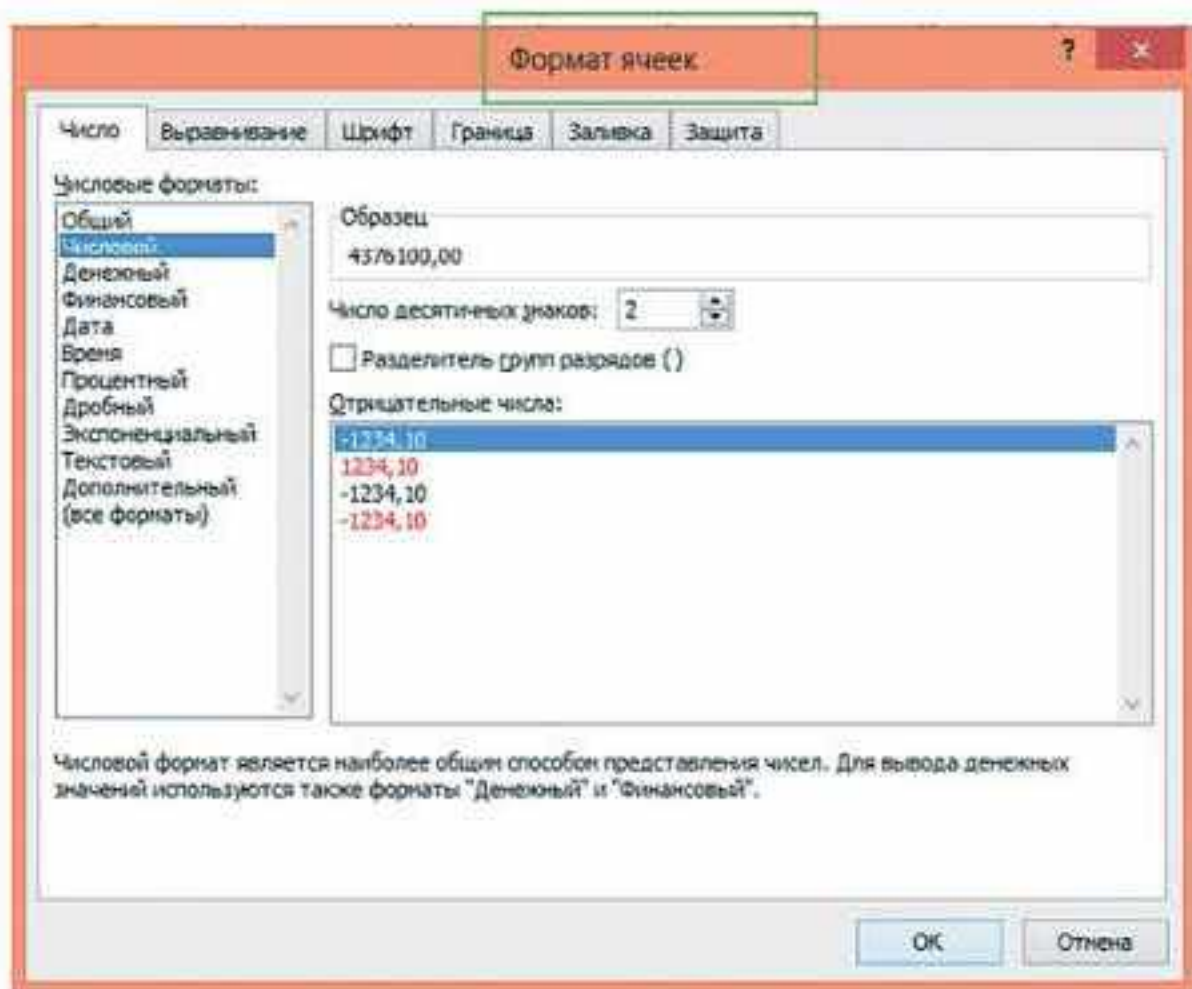 Формат ячеек
?
Число Выравнивание Шрифт Граница Заливка Защита
Числовые форматы:
Общий
Числовой
Денежный
Финансовый
Дата
Время
Процентный
Дробный
Экспоненциальный
Текстовый
Дополнительный
(все форматы)
Образец
4376100,00
Число десятичных знаков: 2
Разделитель групп разрядов ( )
Отрицательные числа:
-1234,10
1234,10
-1234,10
-1234,10
Числовой формат является наиболее общим способом представления чисел. Для вывода денежных
значений используются также форматы "Денежный" и "Финансовый".
ОК Отмена